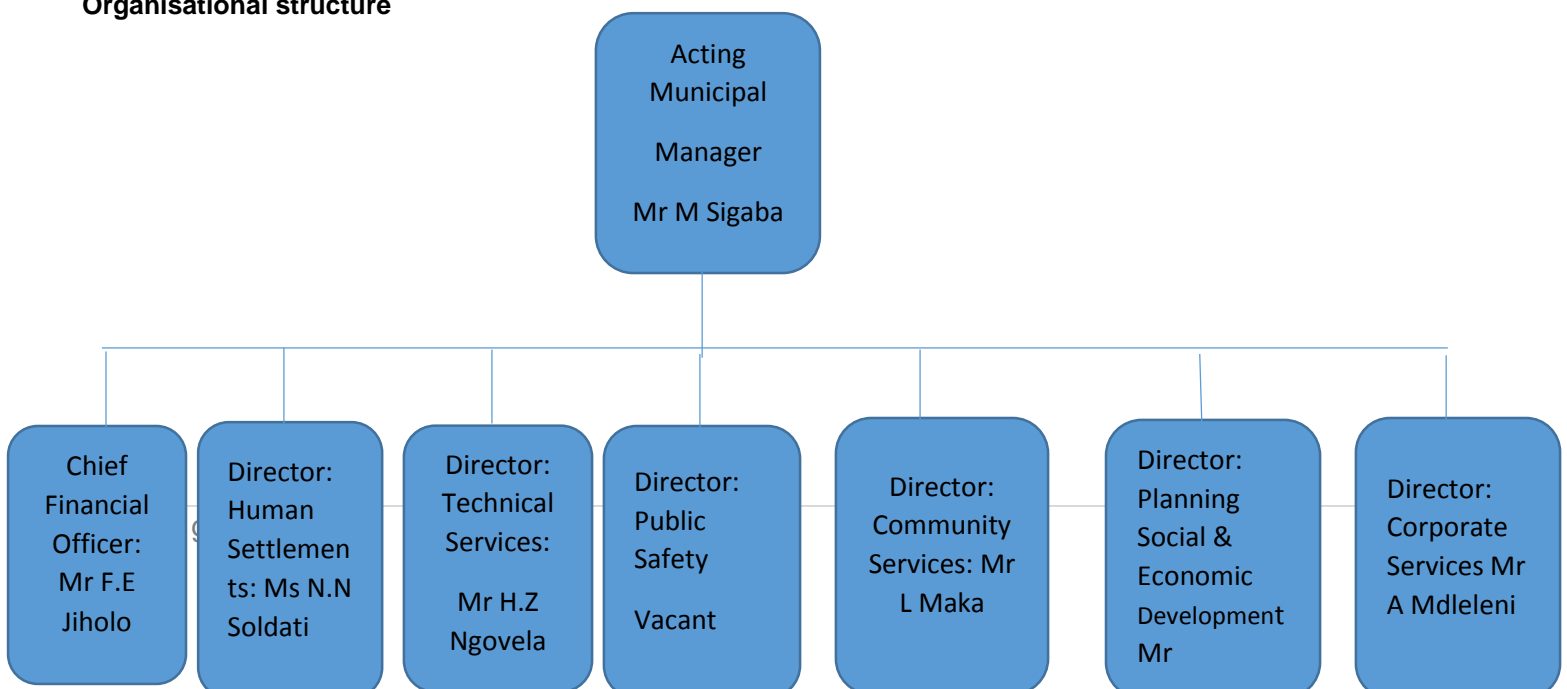 Organisational structure
Acting
Municipal
Manager
Mr M Sigaba
Chief
Financial
Officer:
Mr F.E
Jiholo
Director:
Human
Settlemen
ts: Ms N.N
Soldati
Director:
Technical
Services:
Mr H.Z
Ngovela
Director:
Public
Safety
Vacant
Director:
Community
Services: Mr
L Maka
Director:
Planning
Social &
Economic
Development
Mr
Director:
Corporate
Services Mr
A Mdleleni